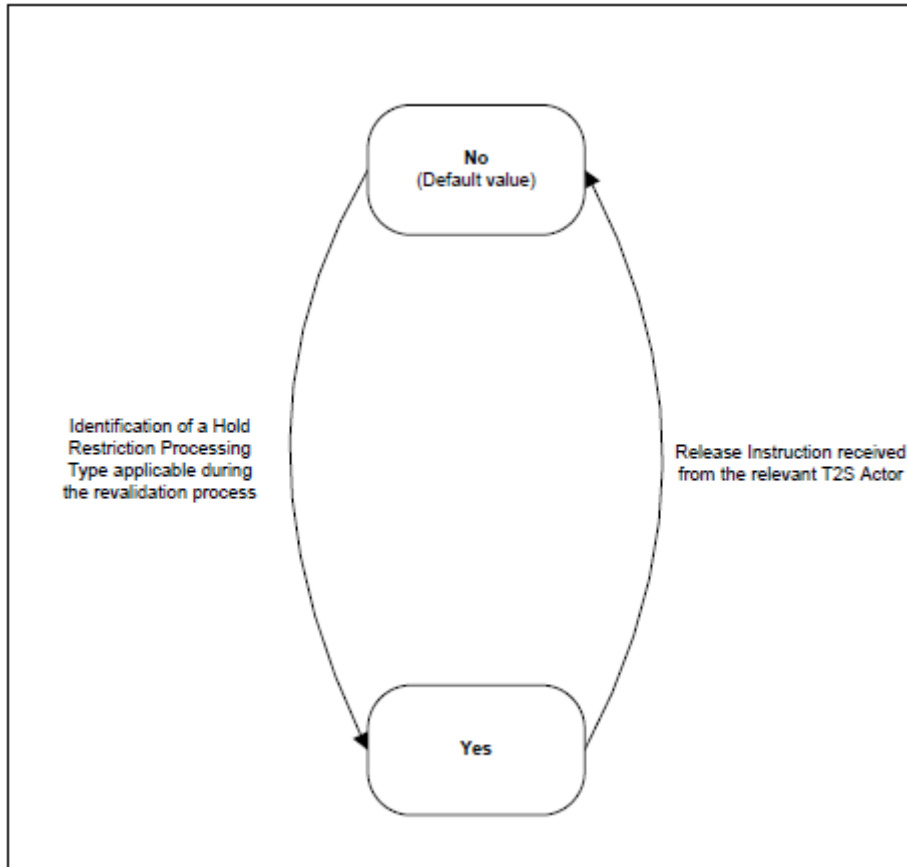 No
(Default value)
Identification of a Hold
Restriction Processing
Type applicable during
the revalidation process
Release Instruction received
from the relevant T2S Actor
Yes